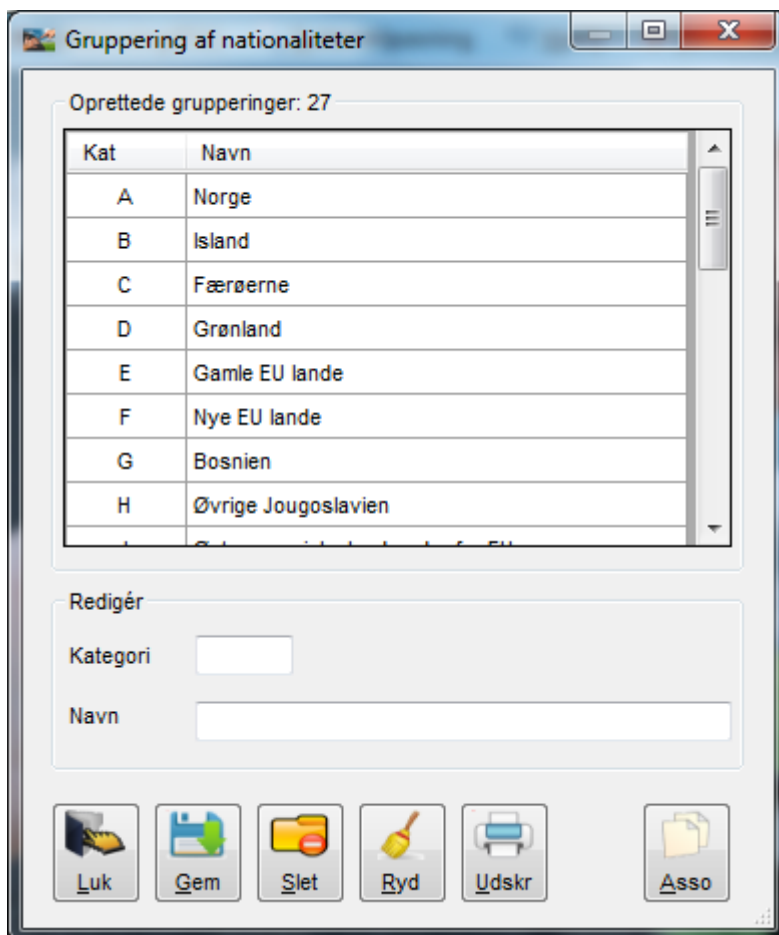 Gruppering af nationaliteter
Oprettede grupperinger: 27
Kat Navn
A Norge
B Island
C Færøerne
D Grønland
E Gamle EU lande
F Nye EU lande
G Bosnien
H Øvrige Jougoslavien
Redigér
Kategori
Navn
Luk Gem Slet Ryd Udskr Asso